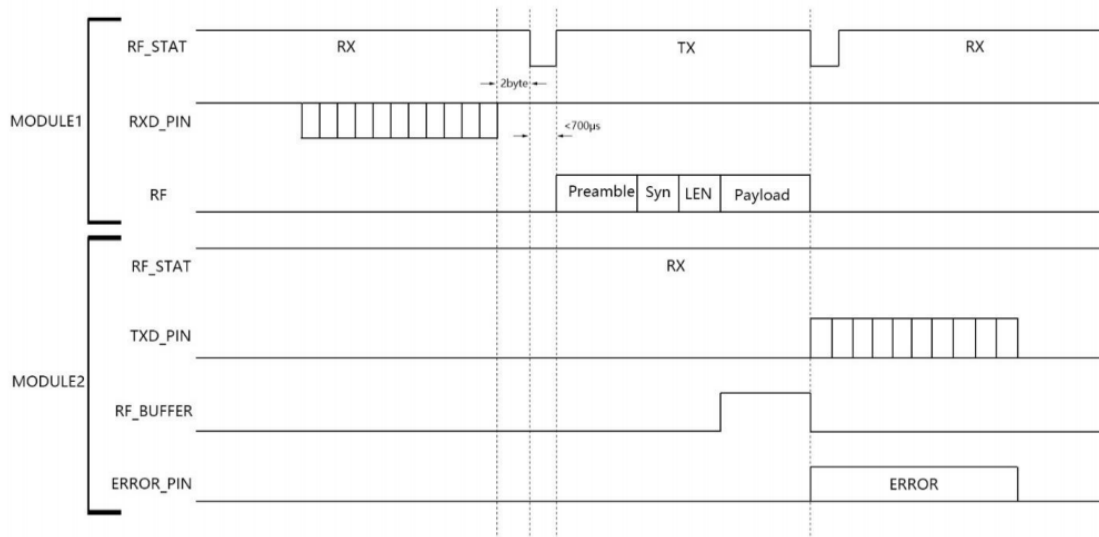 RF_STAT RX TX RX
2byte
MODULE1 RXD_PIN
<700μs
RF Preamble Syn LEN Payload
RF_STAT RX
TXD_PIN
MODULE2
RF_BUFFER
ERROR_PIN ERROR